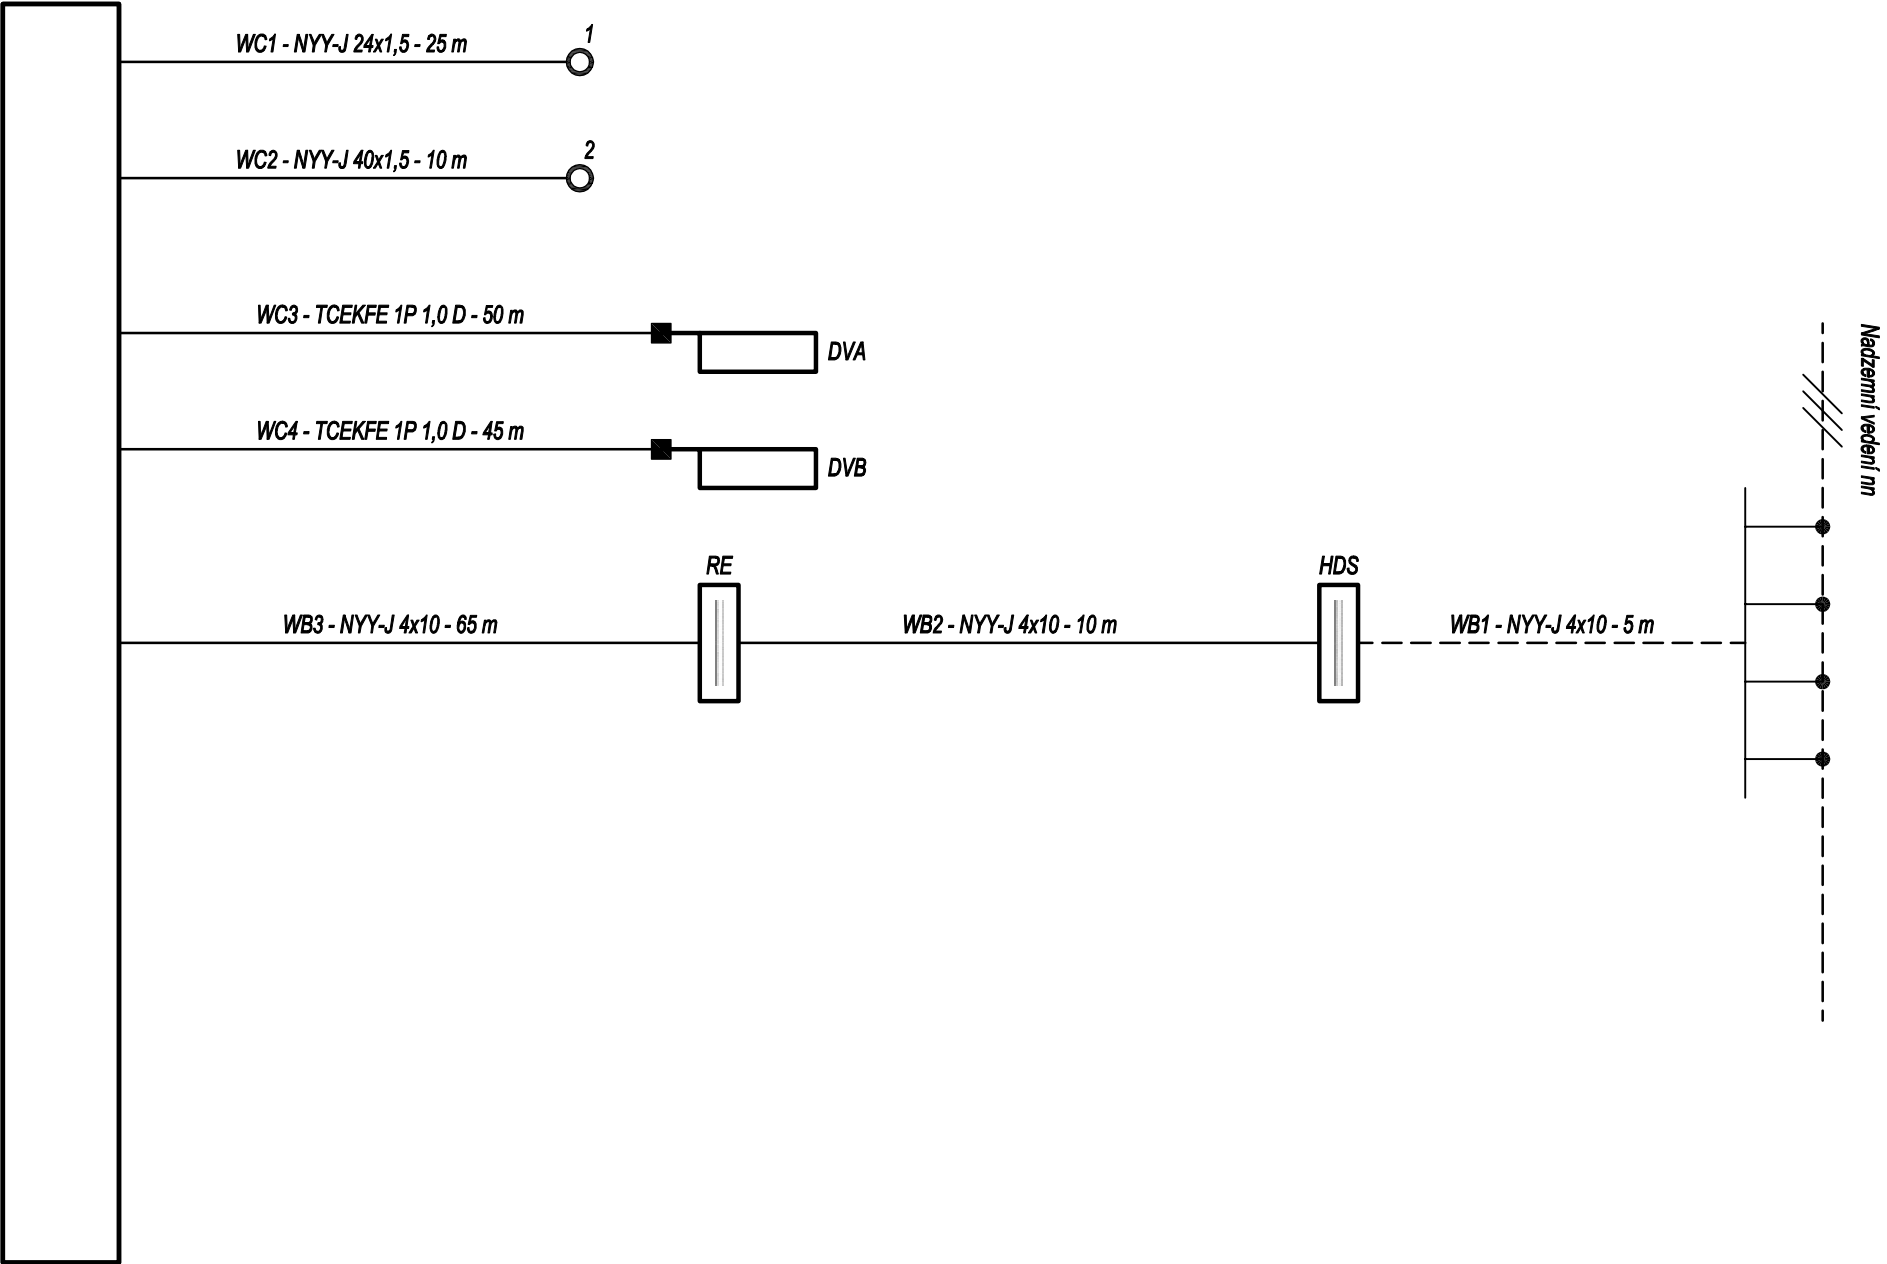 1
WC1 - NYY-J 24x1,5 - 25 m
2
WC2 - NYY-J 40x1,5 - 10 m
WC3 - TCEKFE 1P 1,0 D - 50 m
DVA
WC4 - TCEKFE 1P 1,0 D - 45 m
DVB
RE
HDS
WB3 - NYY-J 4x10 - 65 m
WB2 - NYY-J 4x10 - 10 m
WB1 - NYY-J 4x10 - 5 m
Nadzemní vedení nn